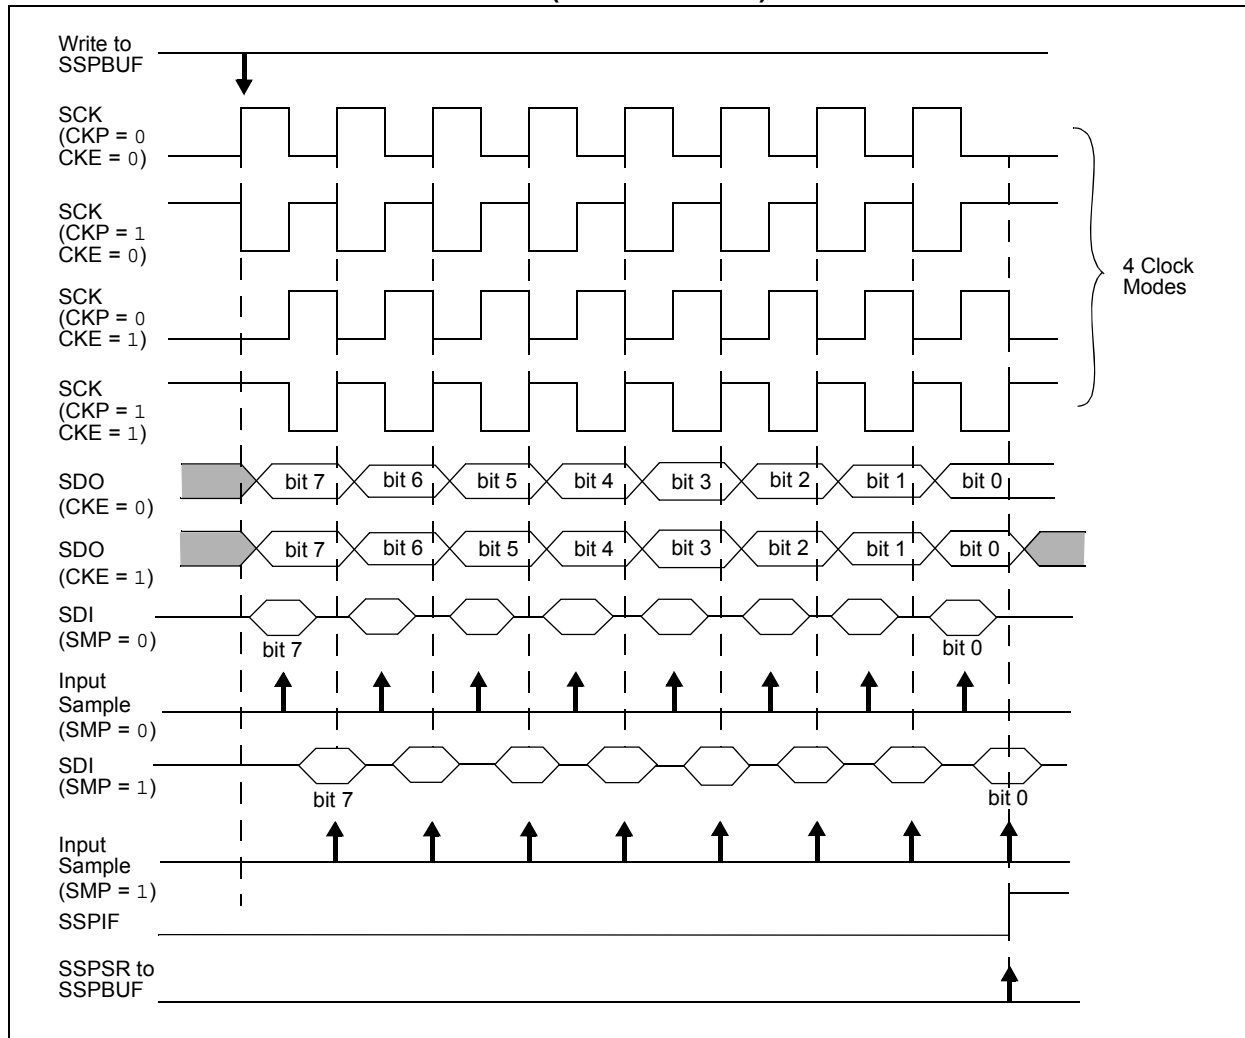 Write to
SSPBUF
SCK
(CKP = 0
CKE = 0)
SCK
(CKP = 1
CKE = 0)
SCK
(CKP = 0
CKE = 1)
SCK
(CKP = 1
CKE = 1)
4 Clock
Modes
SDO
(CKE = 0)
bit 7 bit 6 bit 5 bit 4 bit 3 bit 2 bit 1 bit 0
SDO
(CKE = 1)
bit 7 bit 6 bit 5 bit 4 bit 3 bit 2 bit 1 bit 0
SDI
(SMP = 0)
bit 7 bit 0
Input
Sample
(SMP = 0)
SDI
(SMP = 1)
bit 7 bit 0
Input
Sample
(SMP = 1)
SSPIF
SSPSR to
SSPBUF